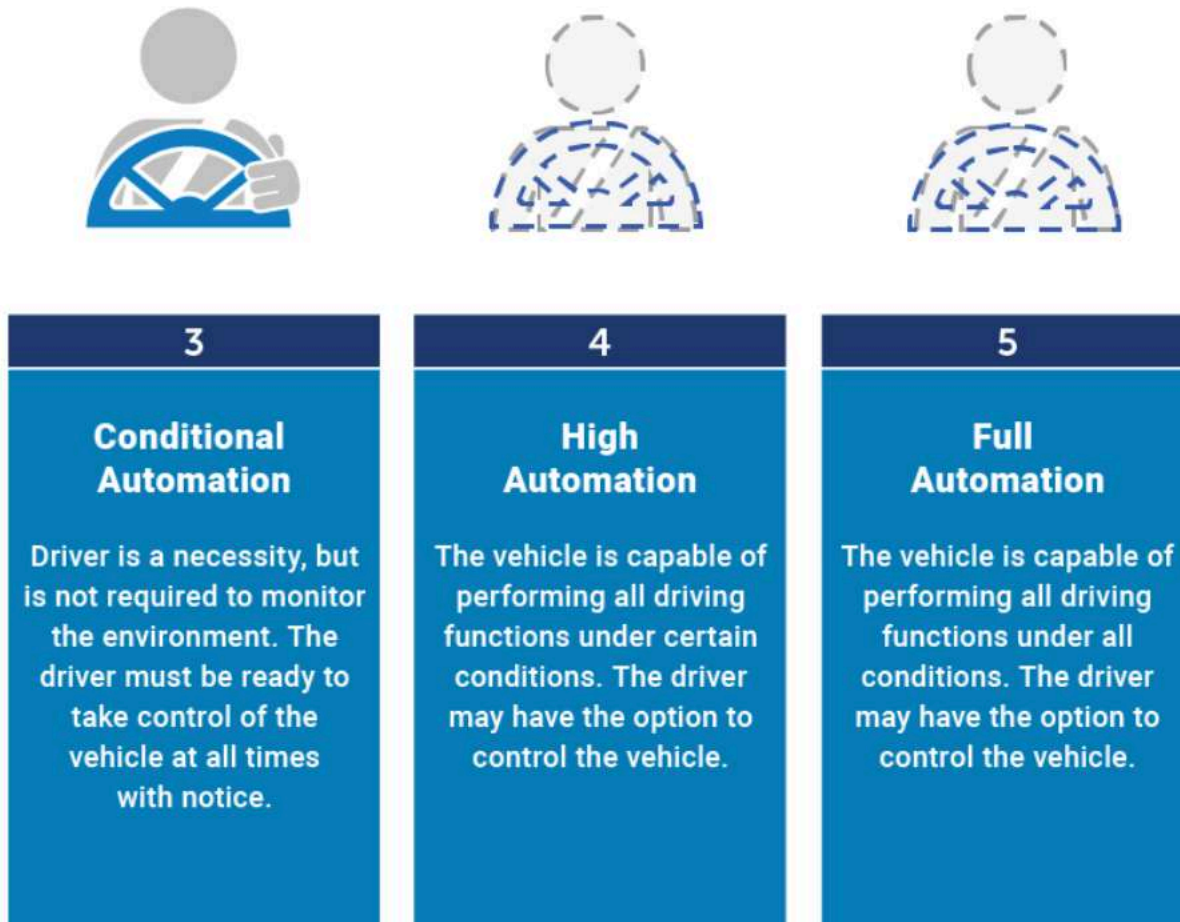 3
Conditional
Automation
Driver is a necessity, but
is not required to monitor
the environment. The
driver must be ready to
take control of the
vehicle at all times
with notice.
4
High
Automation
The vehicle is capable of
performing all driving
functions under certain
conditions. The driver
may have the option to
control the vehicle.
5
Full
Automation
The vehicle is capable of
performing all driving
functions under all
conditions. The driver
may have the option to
control the vehicle.